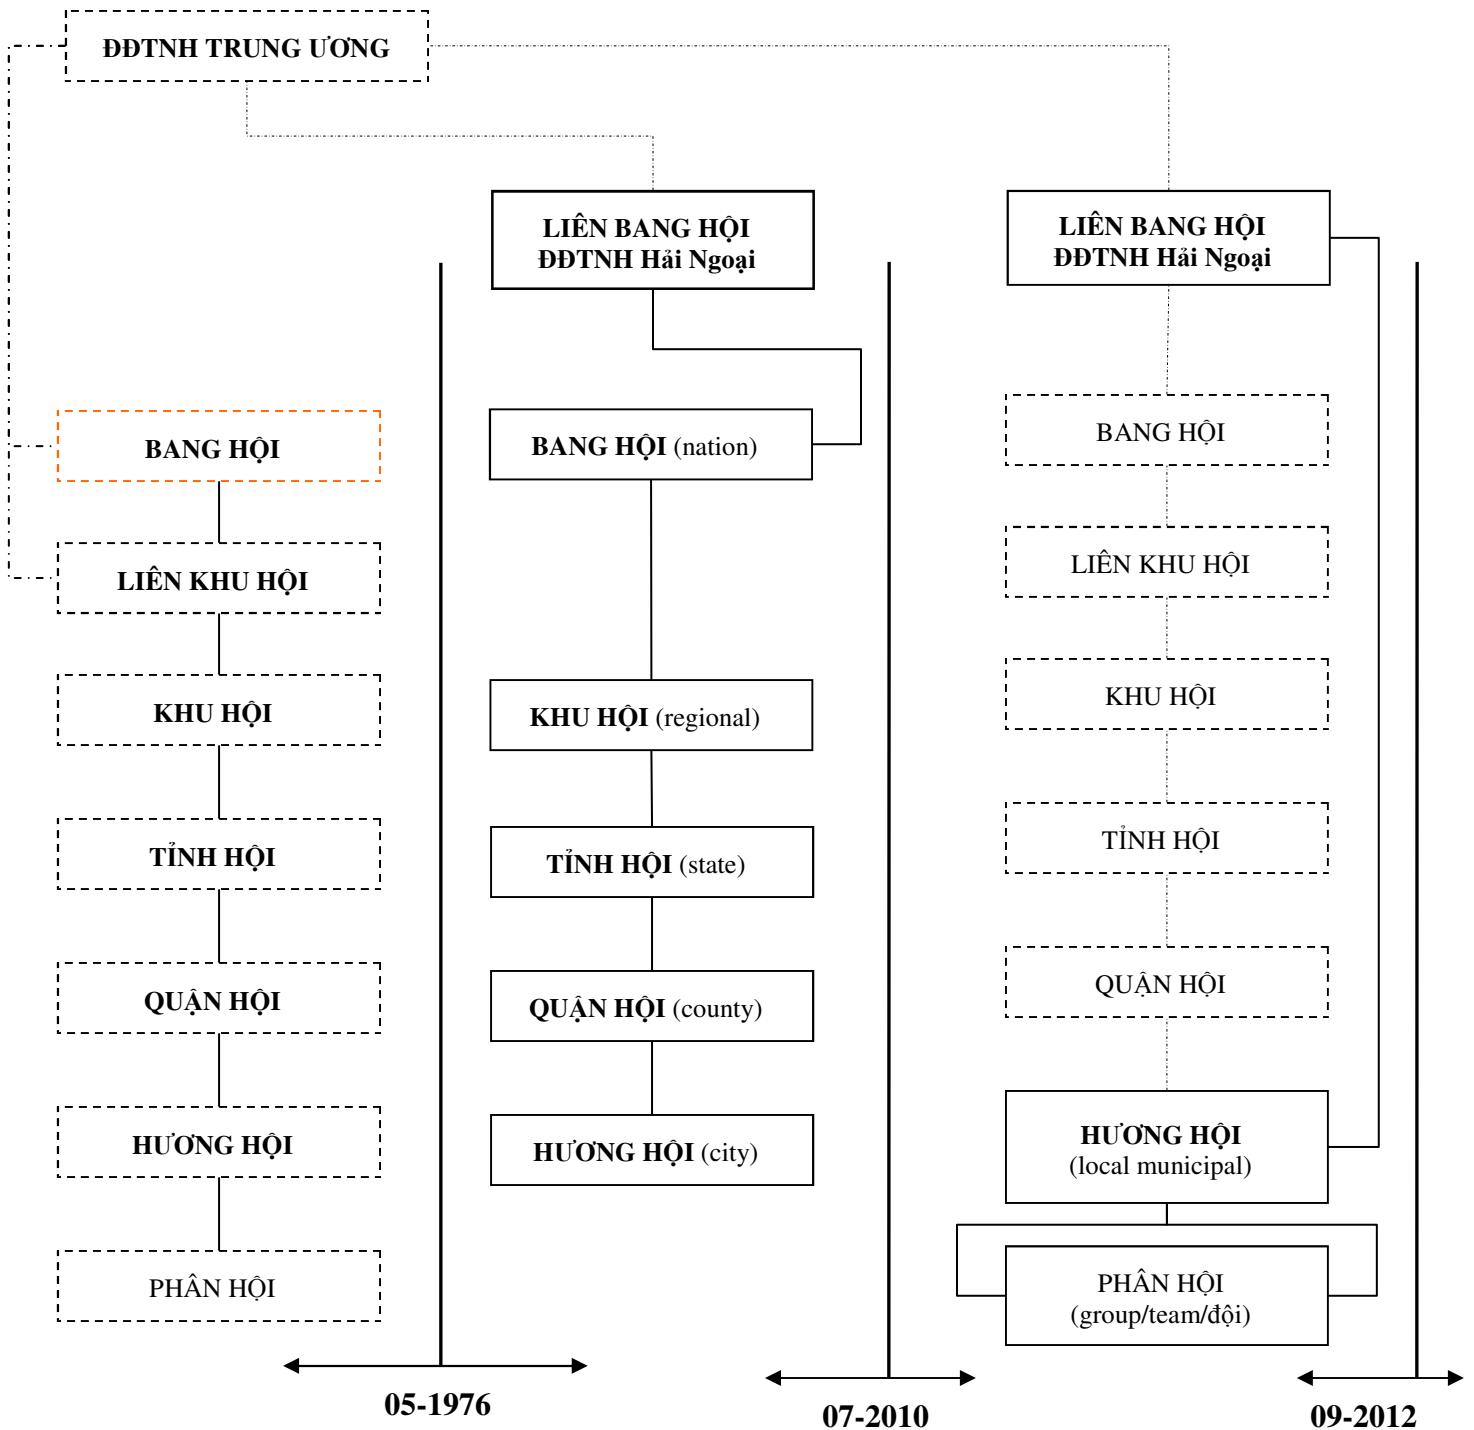 ĐĐTNH TRUNG ƯƠNG
BANG HỘI
LIÊN KHU HỘI
KHU HỘI
TỈNH HỘI
QUẬN HỘI
HƯƠNG HỘI
PHÂN HỘI
05-1976
LIÊN BANG HỘI
ĐĐTNH Hải Ngoại
BANG HỘI (nation)
KHU HỘI (regional)
TỈNH HỘI (state)
QUẬN HỘI (county)
HƯƠNG HỘI (city)
07-2010
LIÊN BANG HỘI
ĐĐTNH Hải Ngoại
BANG HỘI
LIÊN KHU HỘI
KHU HỘI
TỈNH HỘI
QUẬN HỘI
HƯƠNG HỘI
(local municipal)
PHÂN HỘI
(group/team/đội)
09-2012